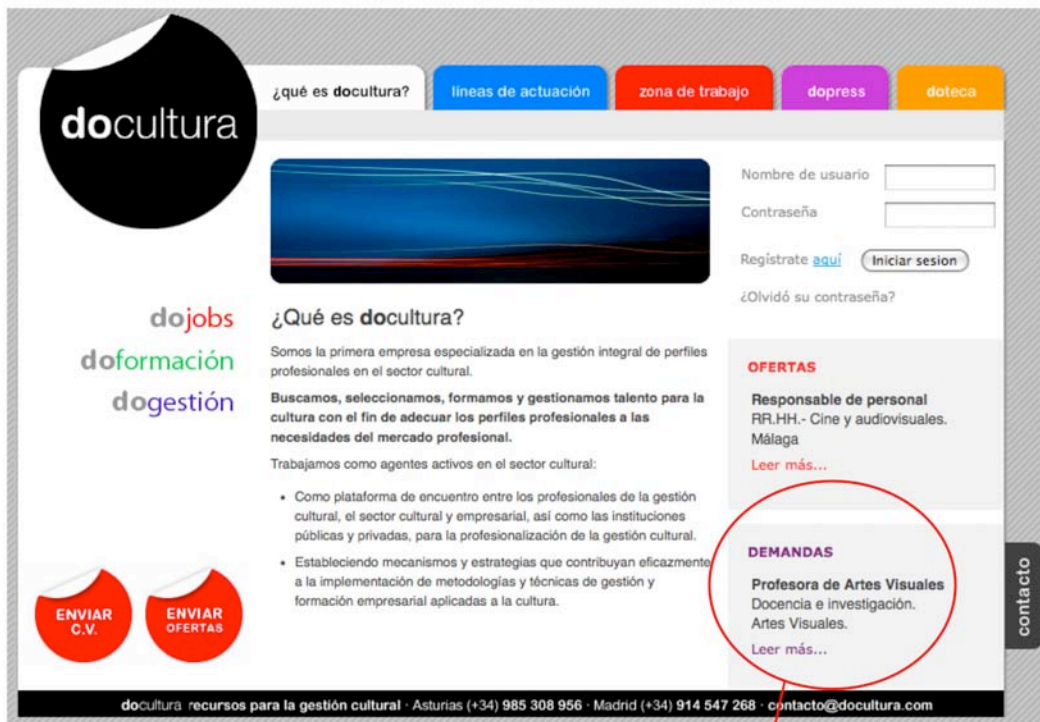 docultura
¿qué es docultura?
líneas de actuación
zona de trabajo
dopress
doteca
Nombre de usuario
Contraseña
Regístrate aquí
Iniciar sesion
¿Olvidó su contraseña?
dojobs
doformación
dogestión
¿Qué es docultura?
Somos la primera empresa especializada en la gestión integral de perfiles
profesionales en el sector cultural.
Buscamos, seleccionamos, formamos y gestionamos talento para la
cultura con el fin de adecuar los perfiles profesionales a las
necesidades del mercado profesional.
Trabajamos como agentes activos en el sector cultural:
• Como plataforma de encuentro entre los profesionales de la gestión
cultural, el sector cultural y empresarial, así como las instituciones
públicas y privadas, para la profesionalización de la gestión cultural.
• Estableciendo mecanismos y estrategias que contribuyan eficazmente
a la implementación de metodologías y técnicas de gestión y
formación empresarial aplicadas a la cultura.
OFERTAS
Responsable de personal
RR.HH.- Cine y audiovisuales.
Málaga
Leer más...
DEMANDAS
Profesora de Artes Visuales
Docencia e investigación.
Artes Visuales.
Leer más...
ENVIAR
C.V.
ENVIAR
OFERTAS
contacto
docultura recursos para la gestión cultural · Asturias (+34) 985 308 956 · Madrid (+34) 914 547 268 · contacto@docultura.com